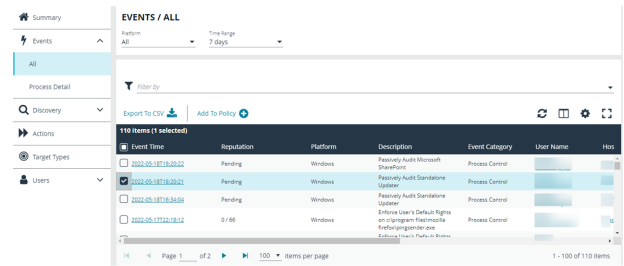 Summary
Events
All
Process Detail
Discovery
Actions
Target Types
Users
EVENTS / ALL
Platform
All
Time Range
7 days
Filter by
Export To CSV
Add To Policy
110 items (1 selected)
Event Time Reputation Platform Description Event Category User Name Hos
2022-05-18T18:20:22 Pending Windows Passively Audit Microsoft SharePoint Process Control
2022-05-18T18:20:21 Pending Windows Passively Audit Standalone Updater Process Control
2022-05-18T16:34:04 Pending Windows Passively Audit Standalone Updater Process Control
2022-05-17T22:18:12 0 / 66 Windows Enforce User's Default Rights on c:\program files\mozilla firefox\pingsender.exe Process Control
Enforce User's Default Rights
Page 1 of 2 100 items per page 1 - 100 of 110 items